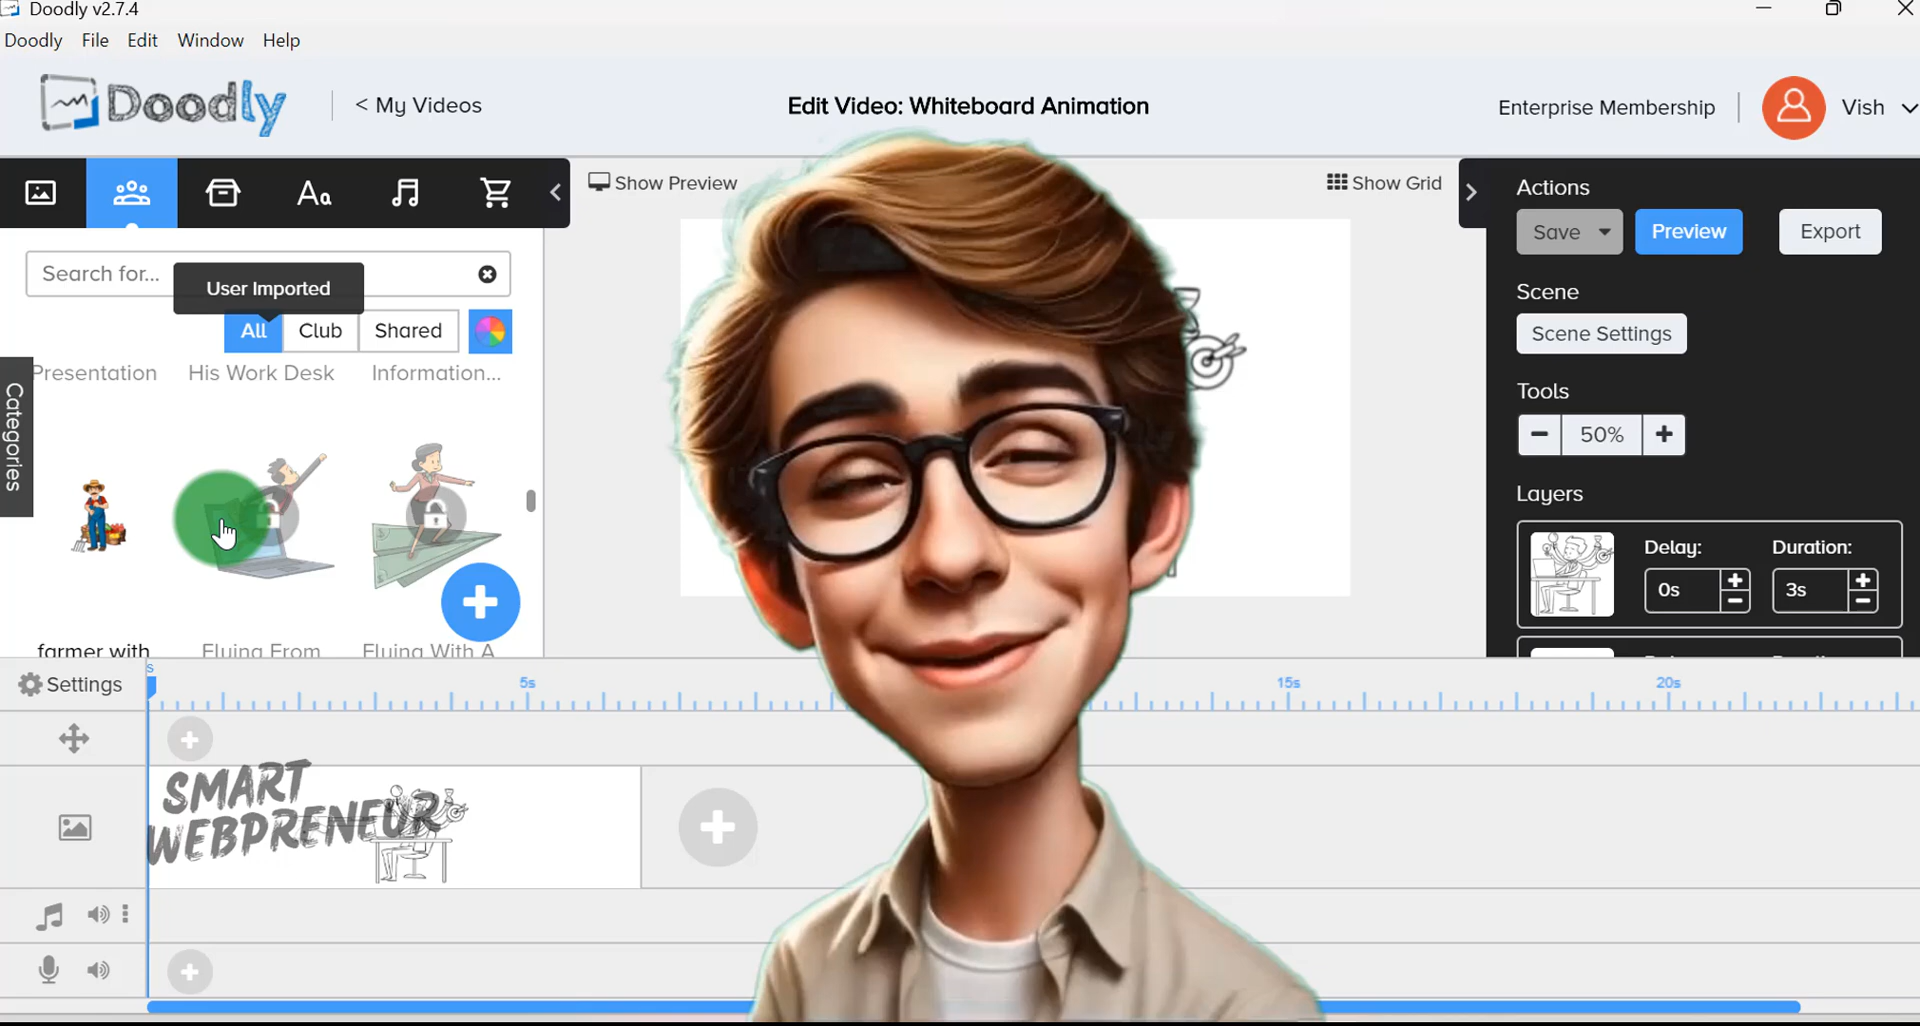 Doodly v2.7.4
Doodly File Edit Window Help
Doodly
< My Videos
Edit Video: Whiteboard Animation
Enterprise Membership
Vish
Aa
Show Preview
Show Grid
Actions
Save
Preview
Export
Search for...
User Imported
All
Club
Shared
Scene
Scene Settings
Presentation
His Work Desk
Information...
Categories
Tools
50%
Layers
Delay:
Duration:
0s
3s
farmer with
Flying From
Flying With A
Settings
s
5s
15s
20s
SMART
WEBPRENEUR